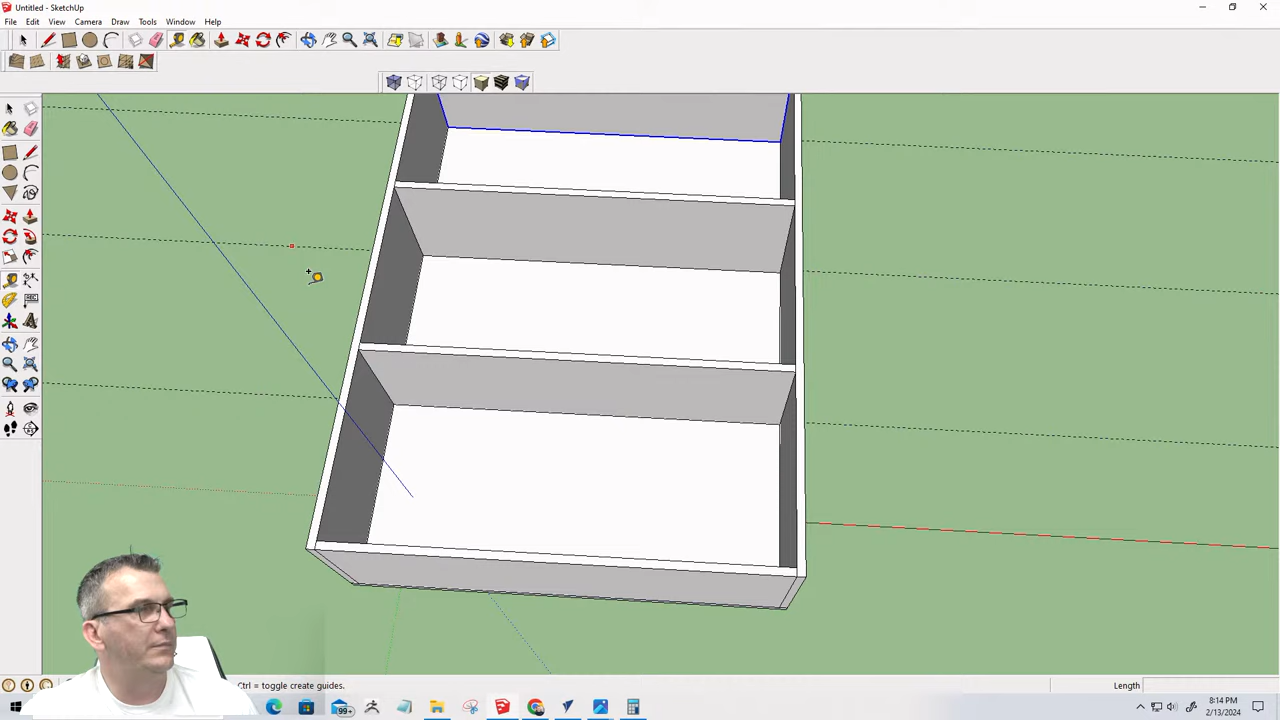 Untitled - SketchUp
File Edit View Camera Draw Tools Window Help
Ctrl = toggle create guides.
Length
99+
8:14 PM
2/13/2024